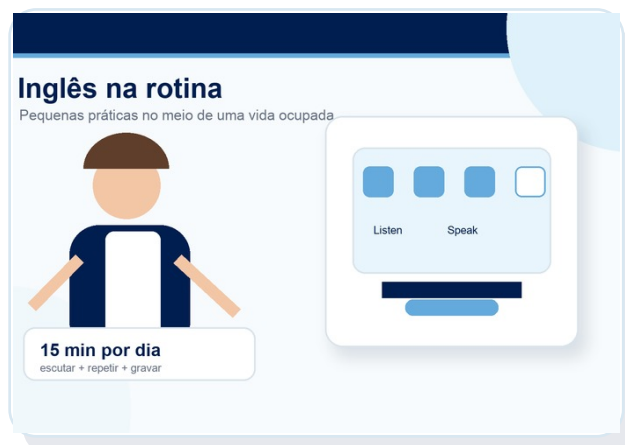 Inglês na rotina
Pequenas práticas no meio de uma vida ocupada
Listen Speak
15 min por dia
escutar + repetir + gravar